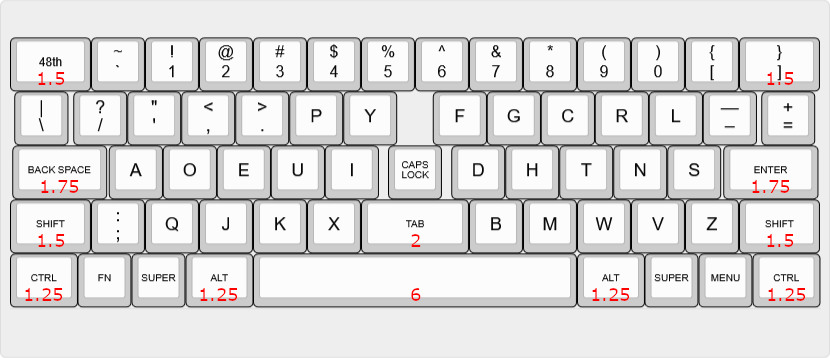 48th ~ ! @ # $ % ^ & * ( ) { }
1.5 ` 1 2 3 4 5 6 7 8 9 0 [ ] 1.5
| ? " < > P Y F G C R L — +
\ / ' , . – =
BACK SPACE A O E U I CAPS LOCK D H T N S ENTER
1.75 1.75
SHIFT : Q J K X TAB B M W V Z SHIFT
1.5 ; 2 1.5
CTRL FN SUPER ALT ALT SUPER MENU CTRL
1.25 1.25 6 1.25 1.25